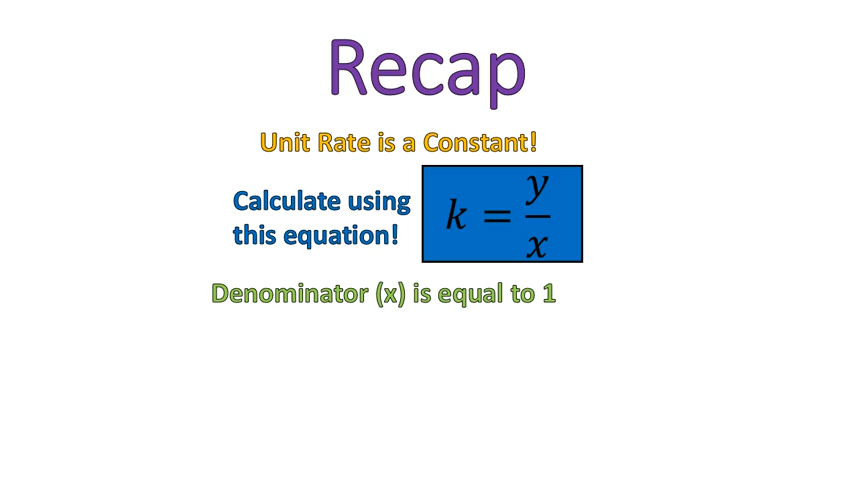 Recap
Unit Rate is a Constant!
Calculate using
this equation!
k = y/x
Denominator (x) is equal to 1